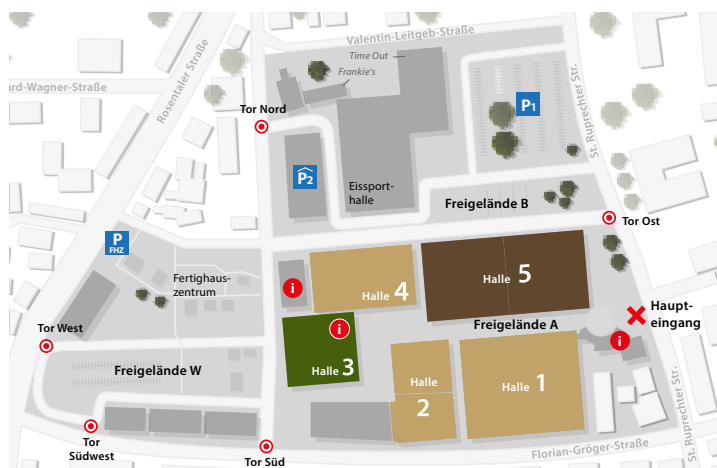 Valentin-Leitgeb-Straße
Time Out
Frankie's
ard-Wagner-Straße
Rosentaler Straße
St. Ruprechter Str.
Tor Nord
P1
P2
Eissport-
halle
Freigelände B
Tor Ost
P
FHZ
Fertighaus-
zentrum
i
Halle 4
Halle 5
i
Haupt-
eingang
Freigelände A
i
Tor West
Freigelände W
Halle 3
Halle
2
Halle 1
St. Ruprechter Str.
Tor
Südwest
Tor Süd
Florian-Gröger-Straße